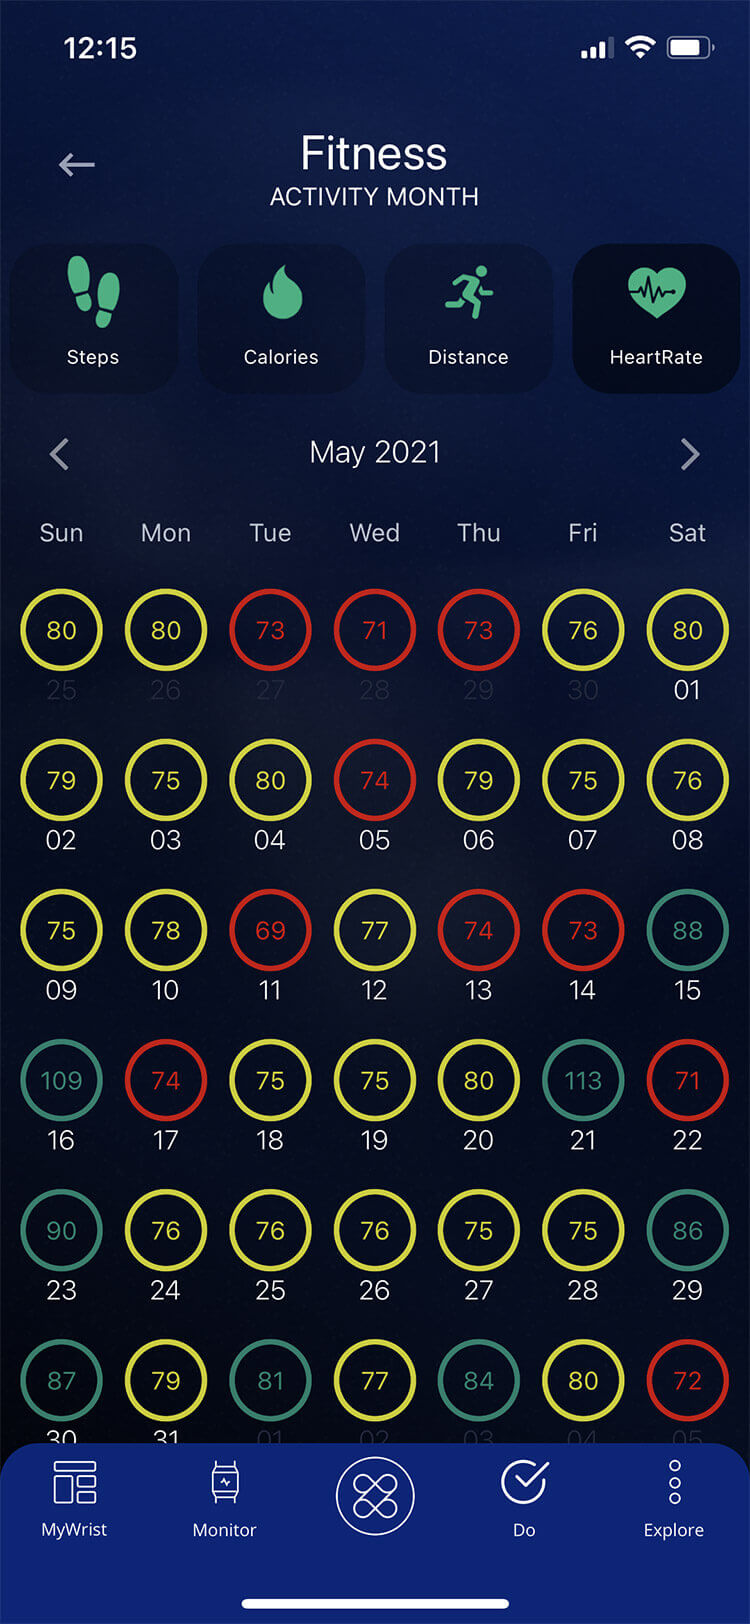 12:15
Fitness
ACTIVITY MONTH
Steps Calories Distance HeartRate
May 2021
Sun Mon Tue Wed Thu Fri Sat
80 80 73 71 73 76 80
25 26 27 28 29 30 01
79 75 80 74 79 75 76
02 03 04 05 06 07 08
75 78 69 77 74 73 88
09 10 11 12 13 14 15
109 74 75 75 80 113 71
16 17 18 19 20 21 22
90 76 76 76 75 75 86
23 24 25 26 27 28 29
87 79 81 77 84 80 72
30 31 01 02 03 04 05
MyWrist Monitor Do Explore